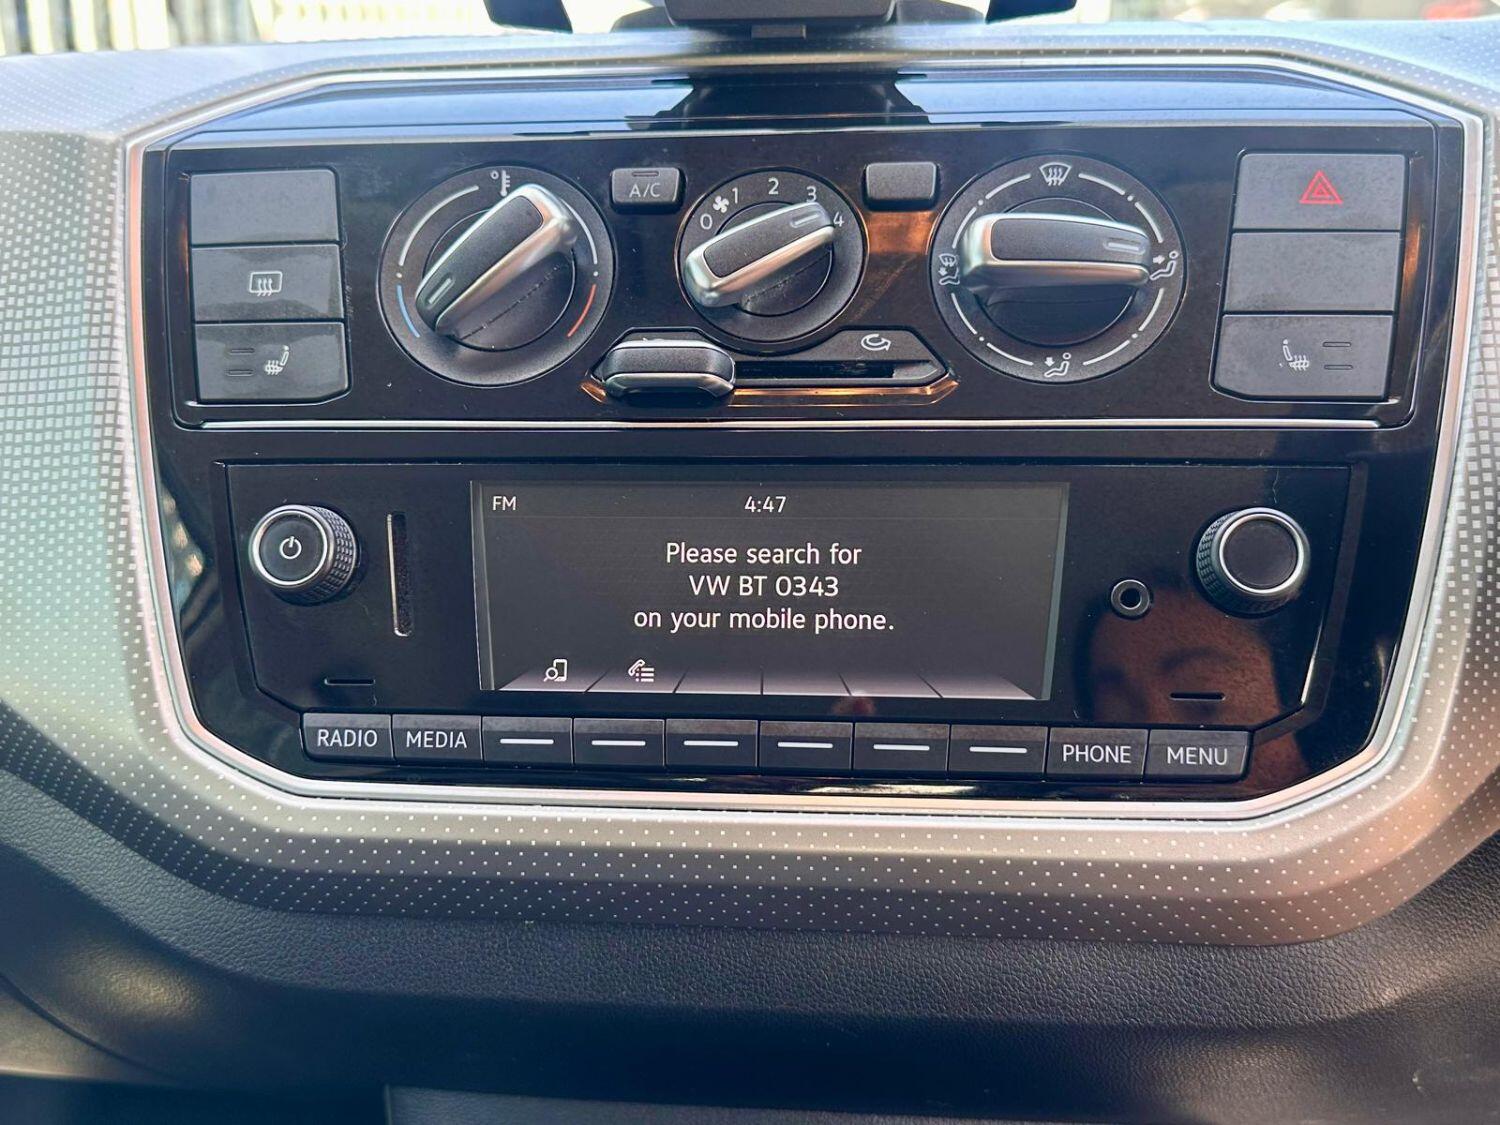 A/C
0 1 2 3 4
FM 4:47
Please search for
VW BT 0343
on your mobile phone.
RADIO MEDIA PHONE MENU